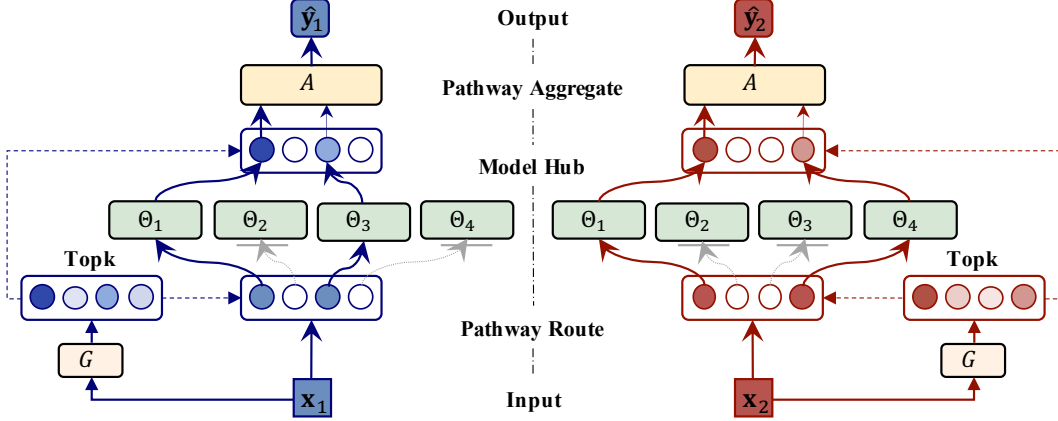 ŷ₁ Output ŷ₂
A Pathway Aggregate A
Model Hub
Θ₁ Θ₂ Θ₃ Θ₄ Θ₁ Θ₂ Θ₃ Θ₄
Topk Topk
Pathway Route
G G
x₁ Input x₂